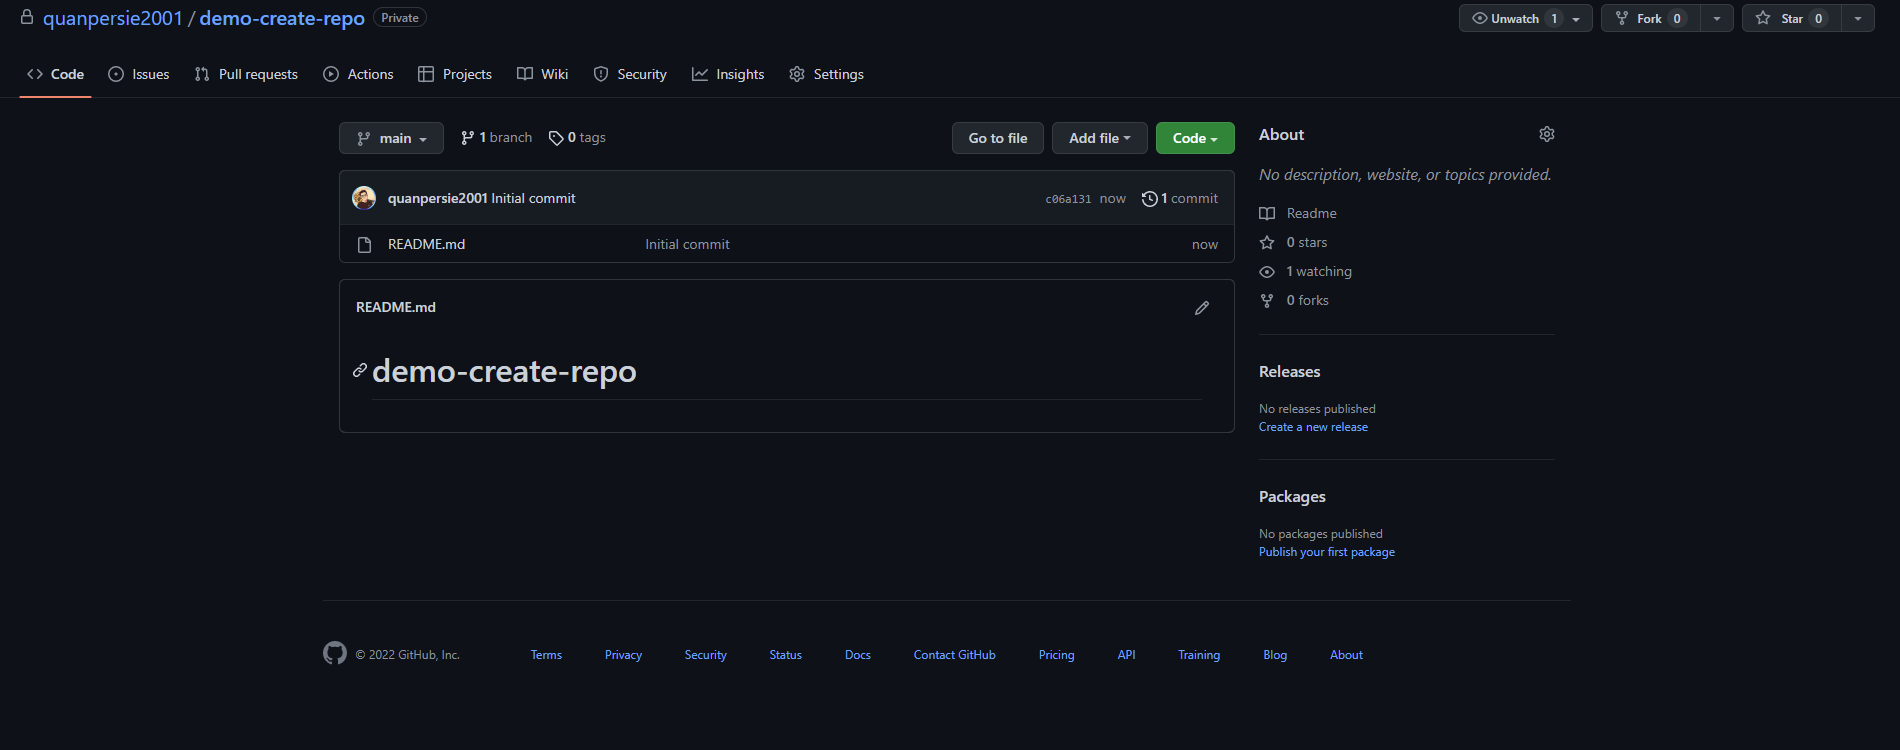 quanpersie2001 / demo-create-repo Private Unwatch 1 Fork 0 Star 0
Code Issues Pull requests Actions Projects Wiki Security Insights Settings
main 1 branch 0 tags Go to file Add file Code
quanpersie2001 Initial commit c06a131 now 1 commit
README.md Initial commit now
README.md
demo-create-repo
About
No description, website, or topics provided.
Readme
0 stars
1 watching
0 forks
Releases
No releases published
Create a new release
Packages
No packages published
Publish your first package
© 2022 GitHub, Inc. Terms Privacy Security Status Docs Contact GitHub Pricing API Training Blog About